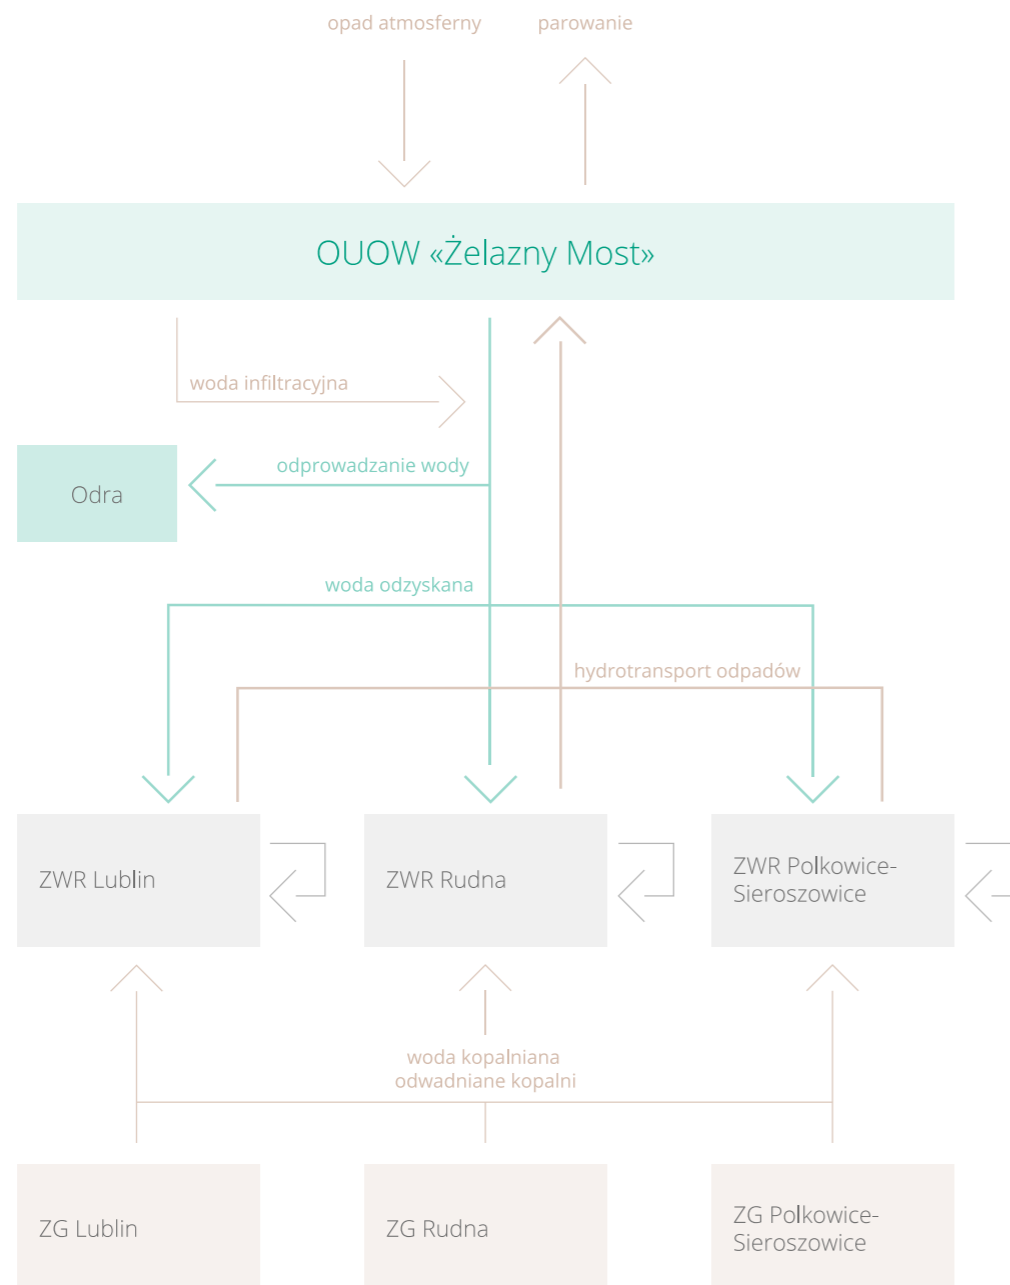 opad atmosferny
parowanie
OUOW «Żelazny Most»
woda infiltracyjna
odprowadzanie wody
Odra
woda odzyskana
hydrotransport odpadów
ZWR Lublin
ZWR Rudna
ZWR Polkowice-
Sieroszowice
woda kopalniana
odwadniane kopalni
ZG Lublin
ZG Rudna
ZG Polkowice-
Sieroszowice